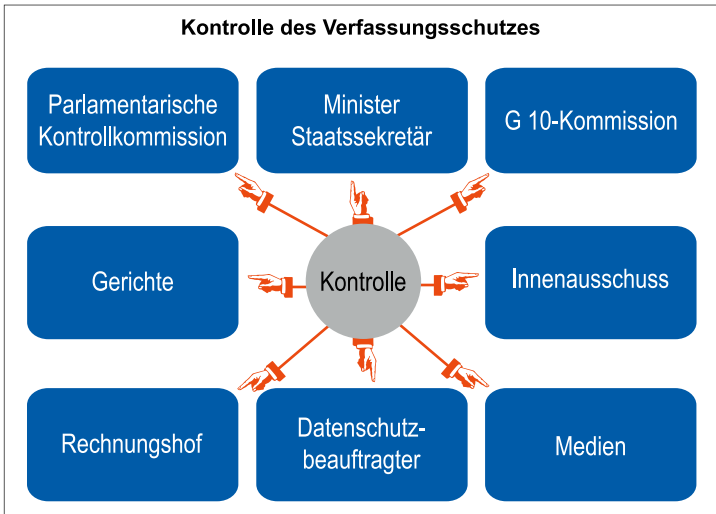 Kontrolle des Verfassungsschutzes
Parlamentarische
Kontrollkommission
Minister
Staatssekretär
G 10-Kommission
Gerichte
Kontrolle
Innenausschuss
Rechnungshof
Datenschutz-
beauftragter
Medien